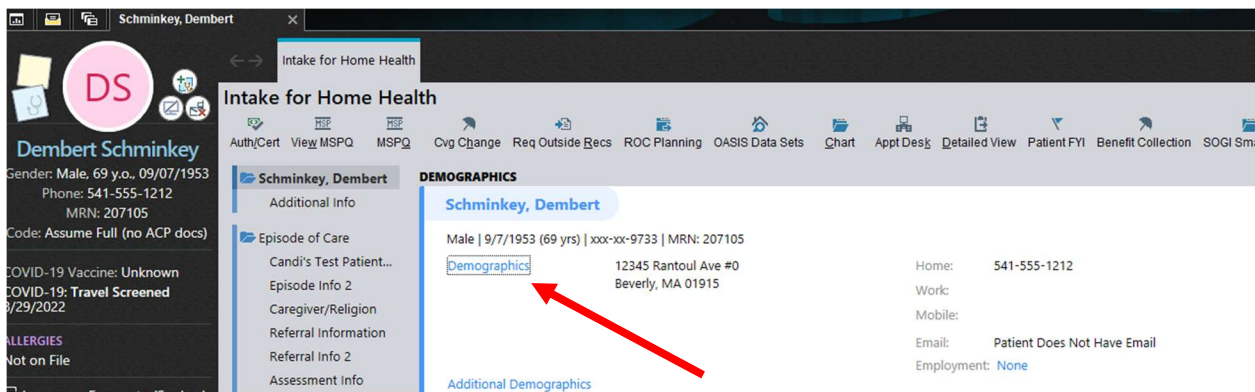 Schminkey, Dembert
Intake for Home Health
DS
Dembert Schminkey
Gender: Male, 69 y.o., 09/07/1953
Phone: 541-555-1212
MRN: 207105
Code: Assume Full (no ACP docs)
COVID-19 Vaccine: Unknown
COVID-19: Travel Screened
/29/2022
ALLERGIES
Not on File
Intake for Home Health
Auth/Cert View MSPQ MSPQ Cvg Change Req Outside Recs ROC Planning OASIS Data Sets Chart Appt Desk Detailed View Patient FYI Benefit Collection SOGI Sm
Schminkey, Dembert
Additional Info
Episode of Care
Candi's Test Patient...
Episode Info 2
Caregiver/Religion
Referral Information
Referral Info 2
Assessment Info
DEMOGRAPHICS
Schminkey, Dembert
Male | 9/7/1953 (69 yrs) | xxx-xx-9733 | MRN: 207105
Demographics
12345 Rantoul Ave #0
Beverly, MA 01915
Home: 541-555-1212
Work:
Mobile:
Email: Patient Does Not Have Email
Employment: None
Additional Demographics